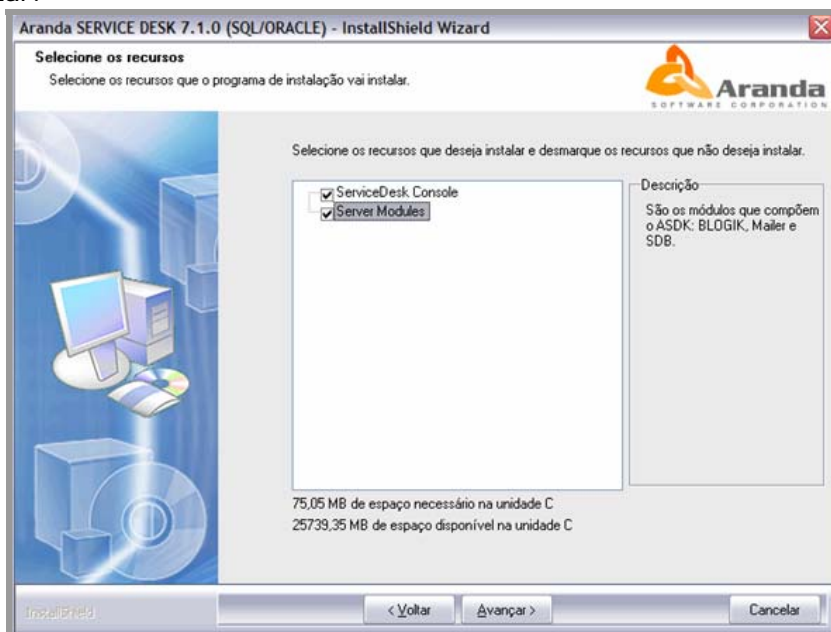 Aranda SERVICE DESK 7.1.0 (SQL/ORACLE) - InstallShield Wizard
Selecione os recursos
Selecione os recursos que o programa de instalação vai instalar.
Aranda
SOFTWARE CORPORATION
Selecione os recursos que deseja instalar e desmarque os recursos que não deseja instalar.
ServiceDesk Console
Server Modules
Descrição
São os módulos que compõem
o ASDK: BLOGIK, Mailer e
SDB.
75,05 MB de espaço necessário na unidade C
25739,35 MB de espaço disponível na unidade C
InstallShield
< Voltar
Avançar >
Cancelar